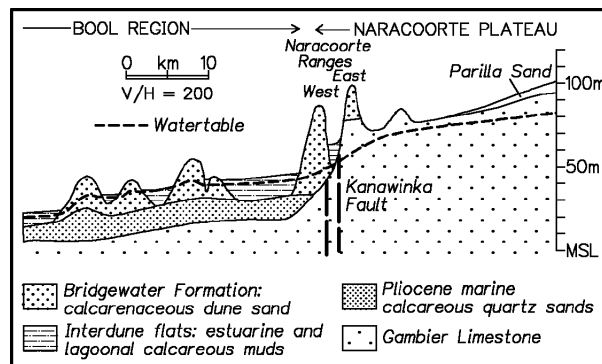 BOOL REGION
NARACOORTE PLATEAU
0 km 10
V/H = 200
Watertable
Naracoorte
Ranges
West East
Parilla Sand
100m
50m
MSL
Kanawinka
Fault
Bridgewater Formation:
calcarenaceous dune sand
Interdune flats: estuarine and
lagoonal calcareous muds
Pliocene marine
calcareous quartz sands
Gambier Limestone